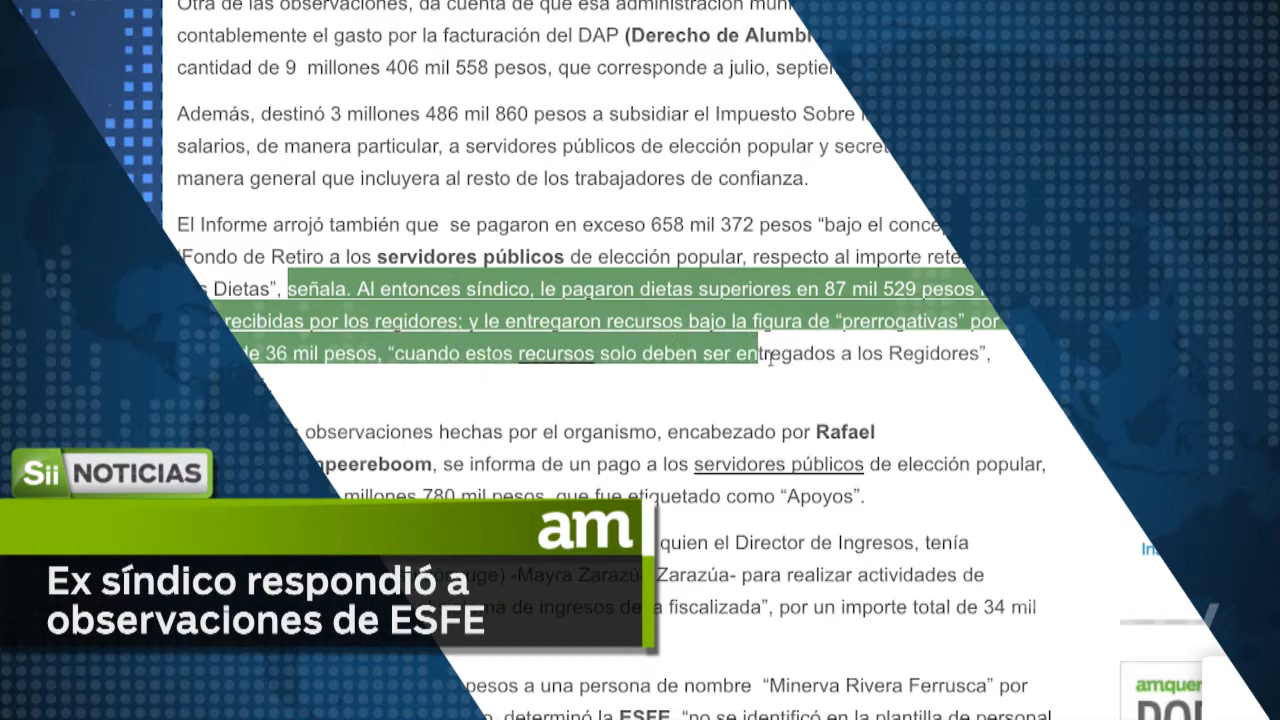 Otra de las observaciones, da cuenta de que esa administración
contablemente el gasto por la facturación del DAP (Derecho de
cantidad de 9 millones 406 mil 558 pesos, que corresponde a julio,
Además, destinó 3 millones 486 mil 860 pesos a subsidiar el Impuesto Sobre
salarios, de manera particular, a servidores públicos de elección popular y
manera general que incluyera al resto de los trabajadores de confianza.
El Informe arrojó también que se pagaron en exceso 658 mil 372 pesos “bajo el
Fondo de Retiro a los servidores públicos de elección popular, respecto al importe
Dietas”, señala. Al entonces síndico, le pagaron dietas superiores en 87 mil 529 pesos
recibidas por los regidores; y le entregaron recursos bajo la figura de “prerrogativas” por
de 36 mil pesos, “cuando estos recursos solo deben ser entregados a los Regidores”,
observaciones hechas por el organismo, encabezado por Rafael
, se informa de un pago a los servidores públicos de elección popular,
millones 780 mil pesos, que fue etiquetado como “Apoyos”.
quien el Director de Ingresos, tenía
-Mayra Zarazúa Zarazúa- para realizar actividades de
de ingresos de la fiscalizada”, por un importe total de 34 mil
pesos a una persona de nombre “Minerva Rivera Ferrusca” por
determinó la ESFE, “no se identificó en la plantilla de personal
Sii NOTICIAS
am
Ex síndico respondió a
observaciones de ESFE